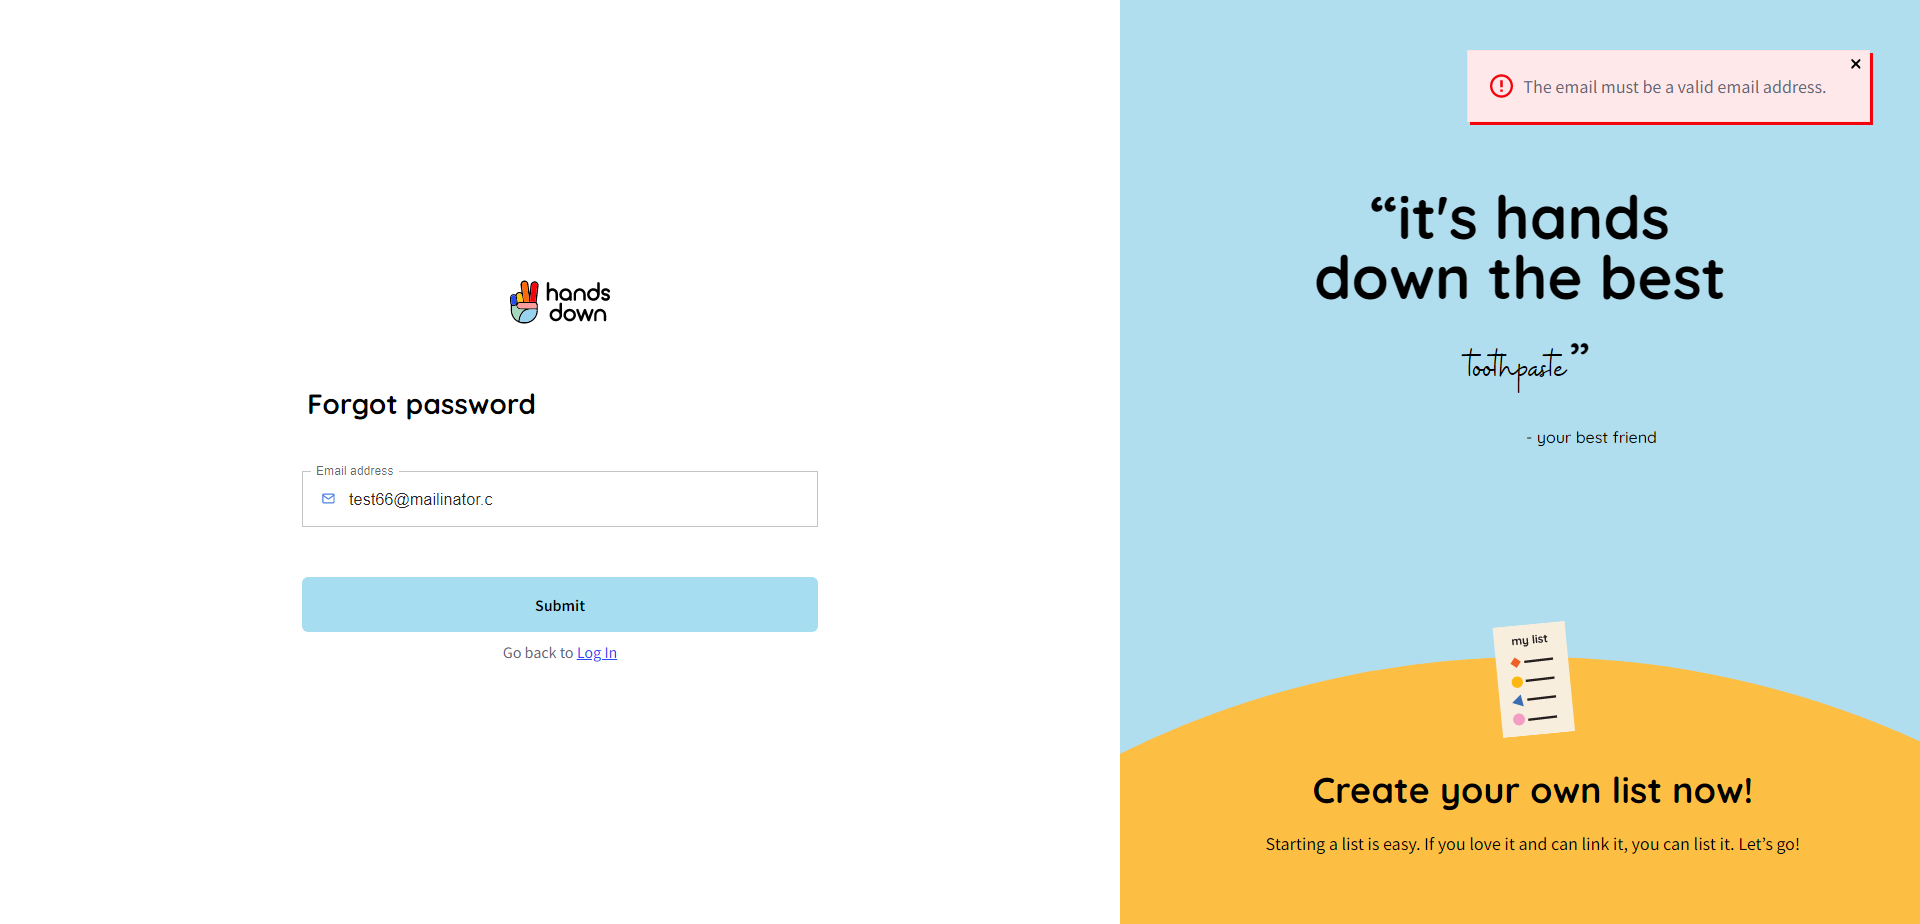 hands
down
Forgot password
Email address
test66@mailinator.c
Submit
Go back to Log In
The email must be a valid email address.
“it's hands
down the best
toothpaste”
- your best friend
my list
Create your own list now!
Starting a list is easy. If you love it and can link it, you can list it. Let’s go!